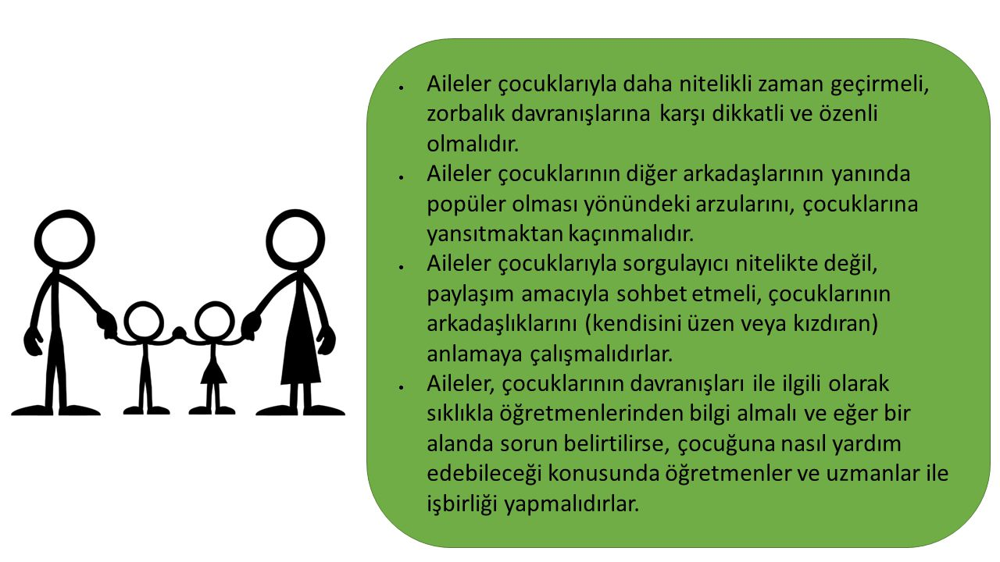 • Aileler çocuklarıyla daha nitelikli zaman geçirmeli,
zorbalık davranışlarına karşı dikkatli ve özenli
olmalıdır.
• Aileler çocuklarının diğer arkadaşlarının yanında
popüler olması yönündeki arzularını, çocuklarına
yansıtmaktan kaçınmalıdır.
• Aileler çocuklarıyla sorgulayıcı nitelikte değil,
paylaşım amacıyla sohbet etmeli, çocuklarının
arkadaşlıklarını (kendisini üzen veya kızdıran)
anlamaya çalışmalıdırlar.
• Aileler, çocuklarının davranışları ile ilgili olarak
sıklıkla öğretmenlerinden bilgi almalı ve eğer bir
alanda sorun belirtilirse, çocuğuna nasıl yardım
edebileceği konusunda öğretmenler ve uzmanlar ile
işbirliği yapmalıdırlar.